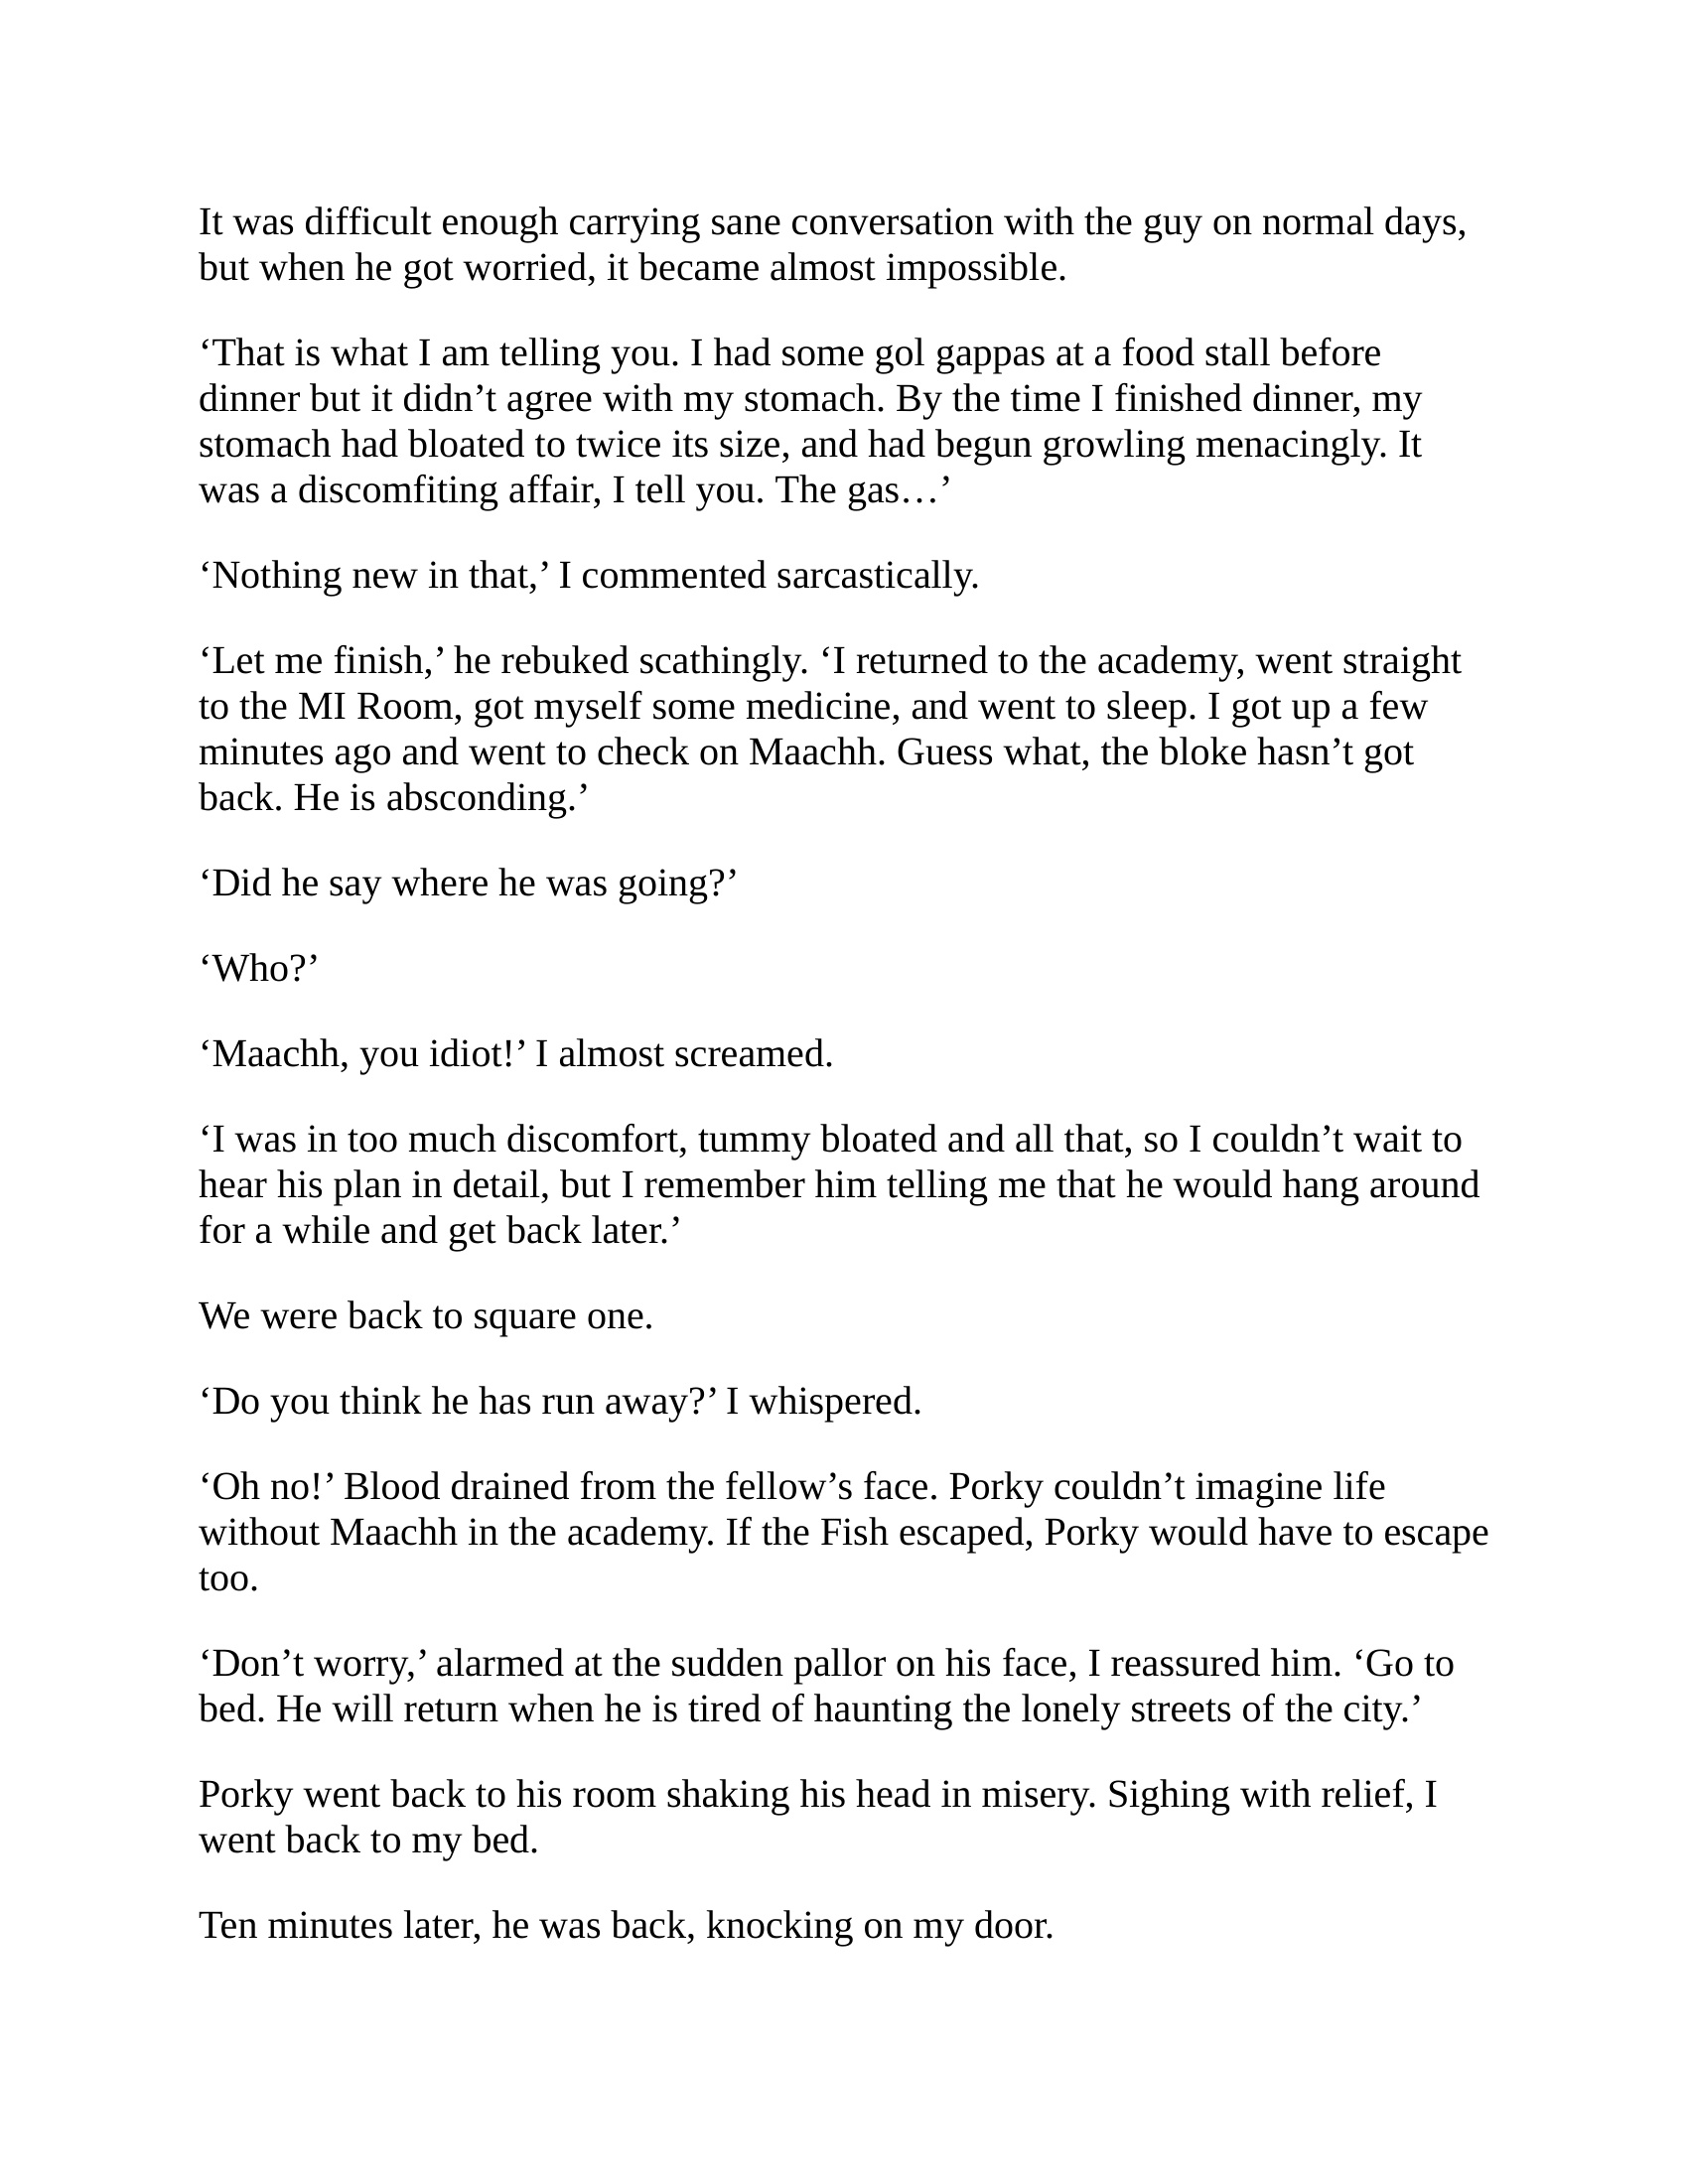 It was difficult enough carrying sane conversation with the guy on normal days,
but when he got worried, it became almost impossible.
‘That is what I am telling you. I had some gol gappas at a food stall before
dinner but it didn’t agree with my stomach. By the time I finished dinner, my
stomach had bloated to twice its size, and had begun growling menacingly. It
was a discomfiting affair, I tell you. The gas…’
‘Nothing new in that,’ I commented sarcastically.
‘Let me finish,’ he rebuked scathingly. ‘I returned to the academy, went straight
to the MI Room, got myself some medicine, and went to sleep. I got up a few
minutes ago and went to check on Maachh. Guess what, the bloke hasn’t got
back. He is absconding.’
‘Did he say where he was going?’
‘Who?’
‘Maachh, you idiot!’ I almost screamed.
‘I was in too much discomfort, tummy bloated and all that, so I couldn’t wait to
hear his plan in detail, but I remember him telling me that he would hang around
for a while and get back later.’
We were back to square one.
‘Do you think he has run away?’ I whispered.
‘Oh no!’ Blood drained from the fellow’s face. Porky couldn’t imagine life
without Maachh in the academy. If the Fish escaped, Porky would have to escape
too.
‘Don’t worry,’ alarmed at the sudden pallor on his face, I reassured him. ‘Go to
bed. He will return when he is tired of haunting the lonely streets of the city.’
Porky went back to his room shaking his head in misery. Sighing with relief, I
went back to my bed.
Ten minutes later, he was back, knocking on my door.